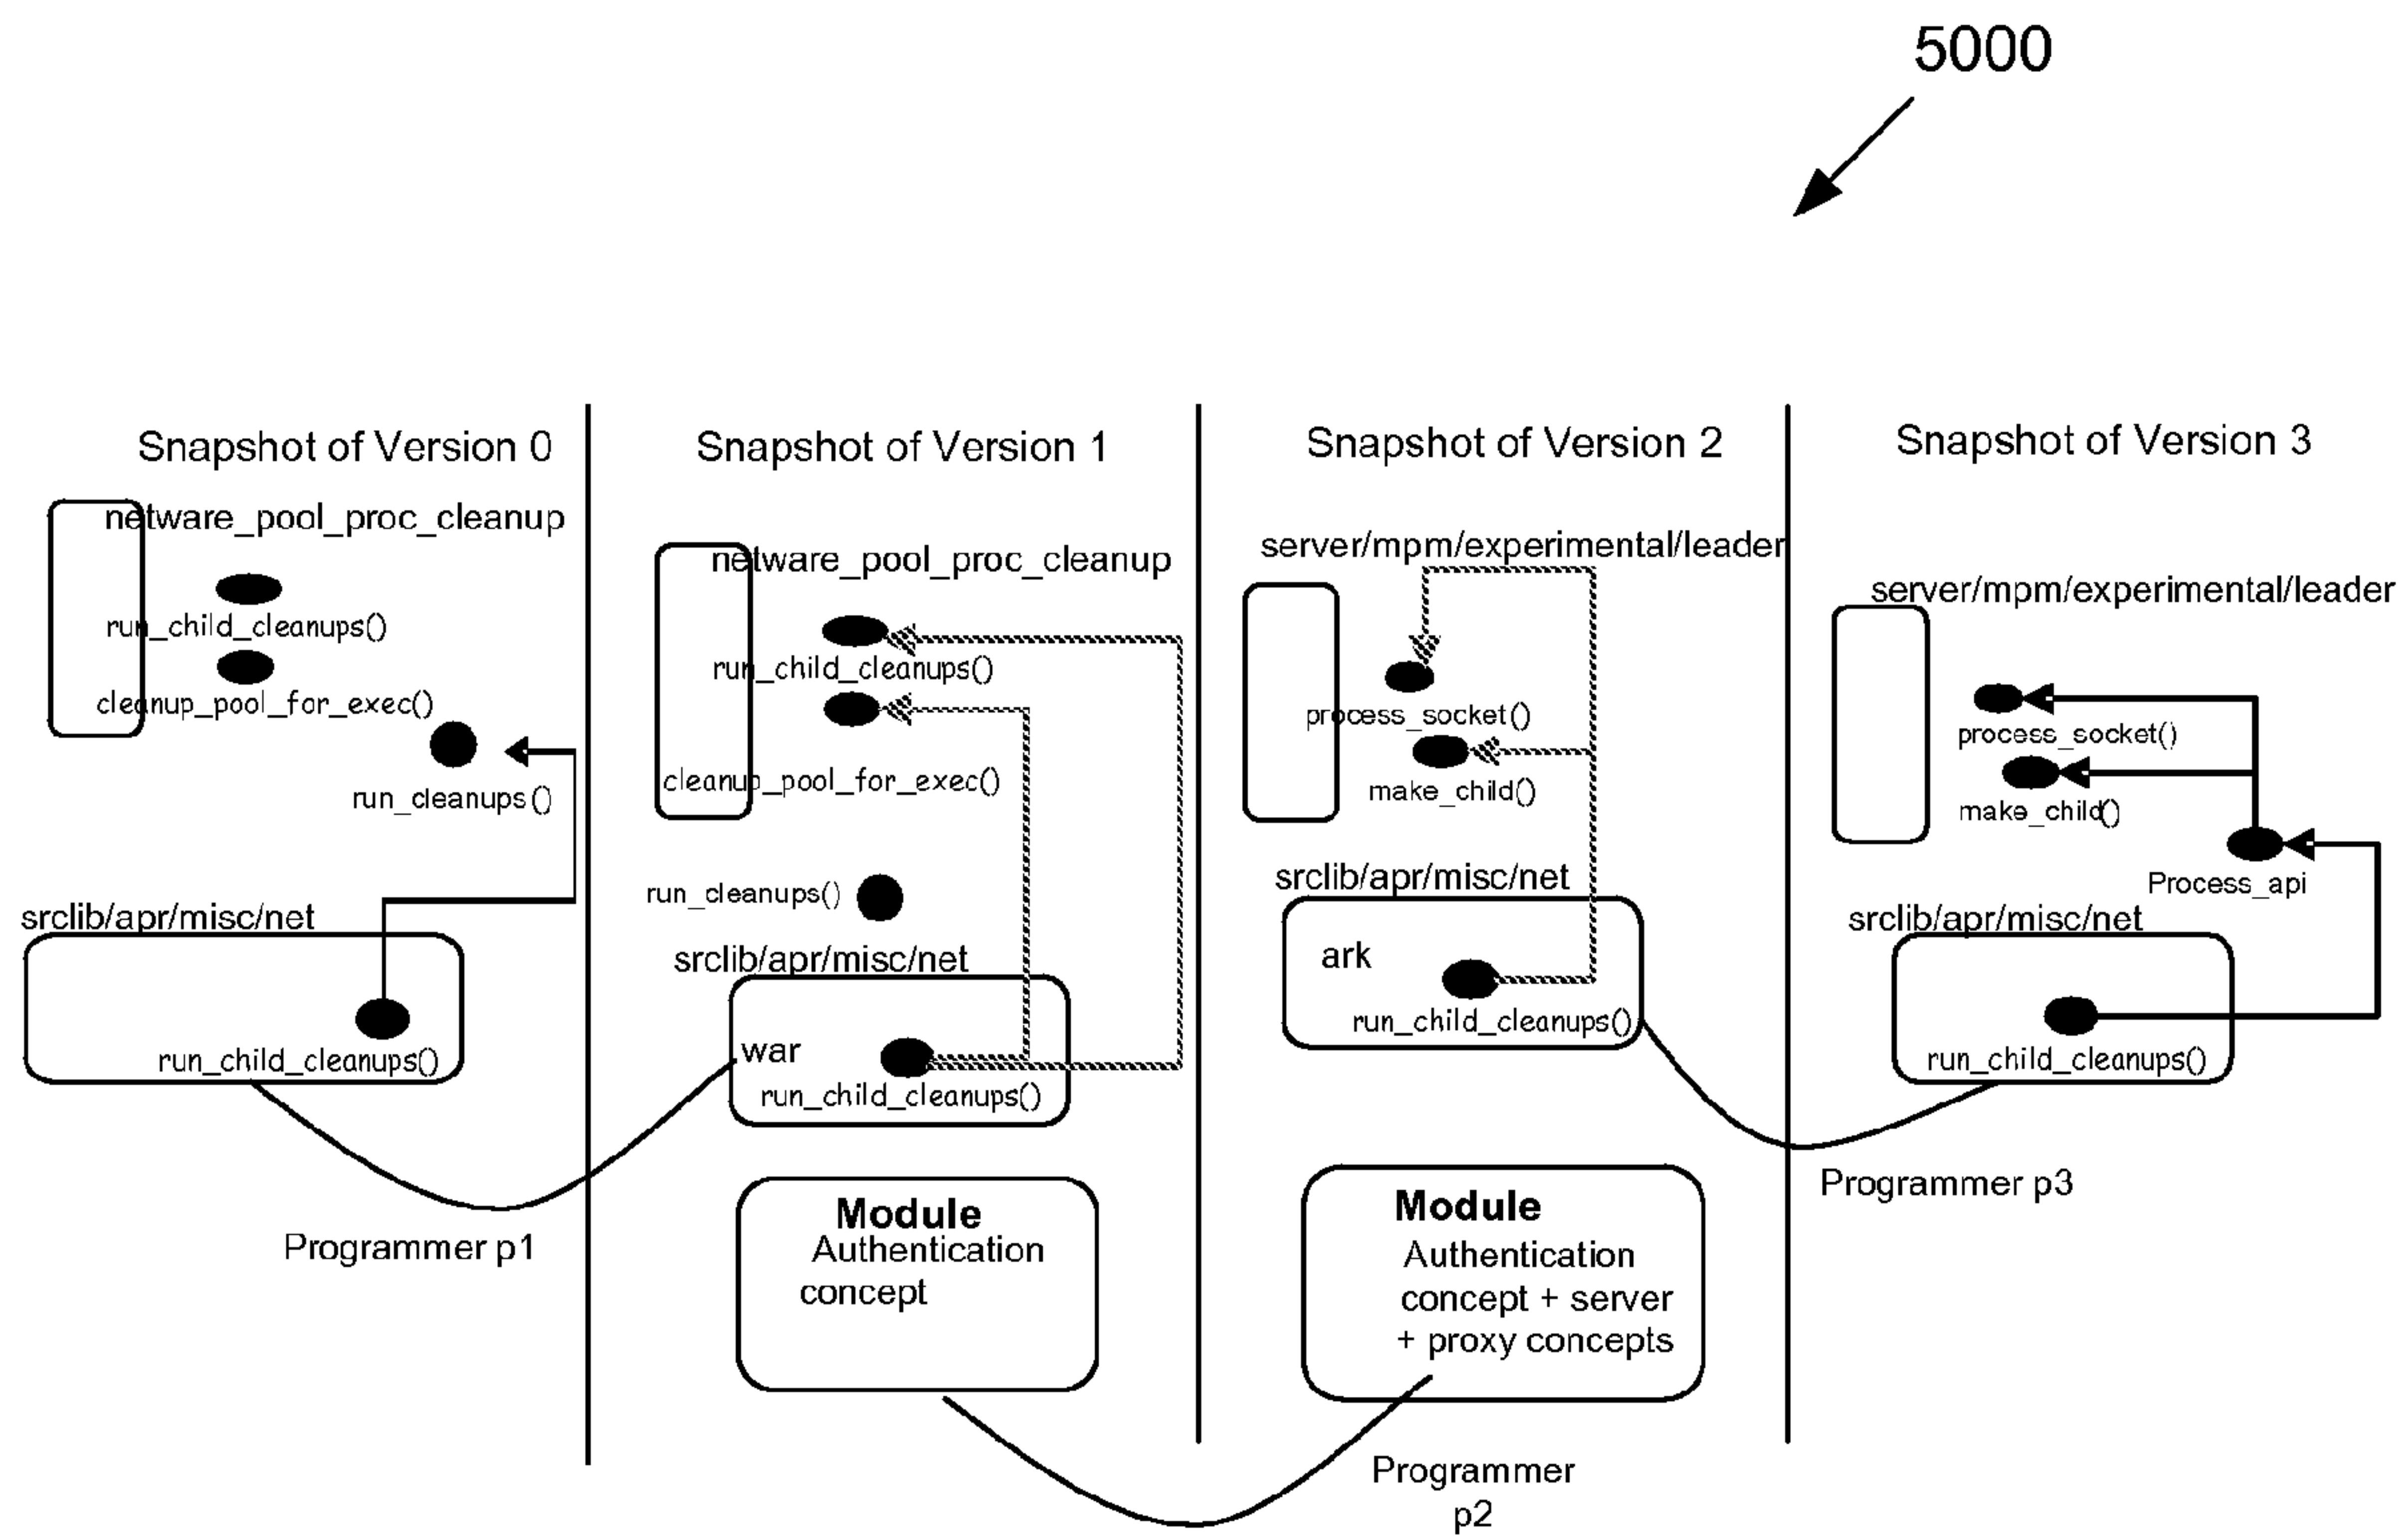 5000
Snapshot of Version 0
netware_pool_proc_cleanup
run_child_cleanups()
cleanup_pool_for_exec()
run_cleanups()
srclib/apr/misc/net
run_child_cleanups()
Programmer p1
Snapshot of Version 1
netware_pool_proc_cleanup
run_child_cleanups()
cleanup_pool_for_exec()
run_cleanups()
srclib/apr/misc/net
war
run_child_cleanups()
Module
Authentication
concept
Snapshot of Version 2
server/mpm/experimental/leader
process_socket()
make_child()
srclib/apr/misc/net
ark
run_child_cleanups()
Module
Authentication
concept + server
+ proxy concepts
Programmer
p2
Snapshot of Version 3
server/mpm/experimental/leader
process_socket()
make_child()
Process_api
srclib/apr/misc/net
run_child_cleanups()
Programmer p3